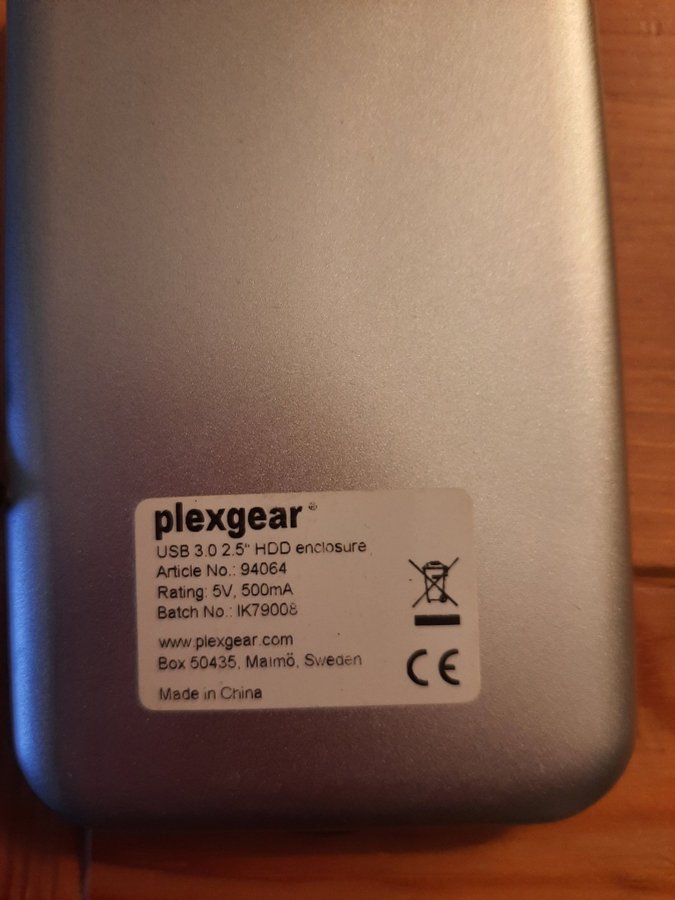 plexgear®
USB 3.0 2.5" HDD enclosure
Article No.: 94064
Rating: 5V, 500mA
Batch No.: IK79008
www.plexgear.com
Box 50435, Malmö, Sweden
Made in China
CE